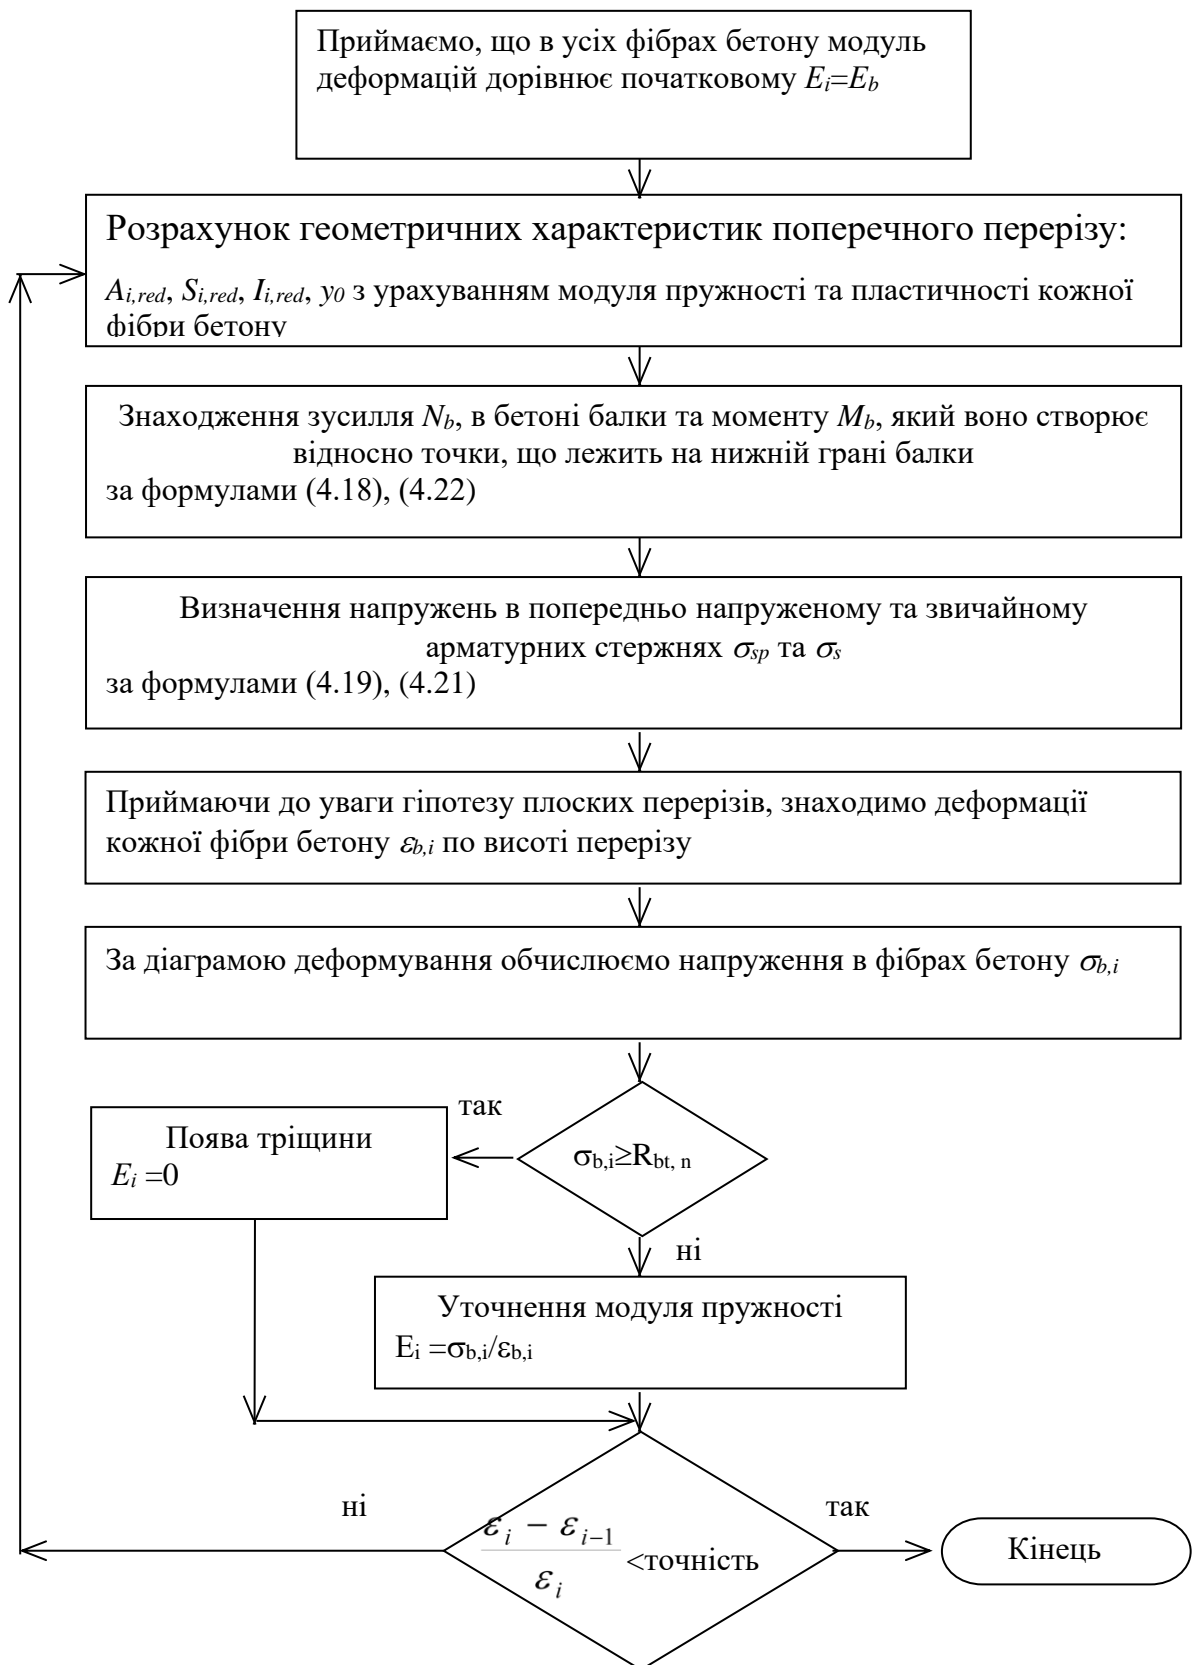 Приймаємо, що в усіх фібрах бетону модуль
деформацій дорівнює початковому Ei=Eb
Розрахунок геометричних характеристик поперечного перерізу:
Ai,red, Si,red, Ii,red, y0 з урахуванням модуля пружності та пластичності кожної
фібри бетону
Знаходження зусилля Nb, в бетоні балки та моменту Mb, який воно створює
відносно точки, що лежить на нижній грані балки
за формулами (4.18), (4.22)
Визначення напружень в попередньо напруженому та звичайному
арматурних стержнях σsp та σs
за формулами (4.19), (4.21)
Приймаючи до уваги гіпотезу плоских перерізів, знаходимо деформації
кожної фібри бетону εb,i по висоті перерізу
За діаграмою деформування обчислюємо напруження в фібрах бетону σb,i
так
σb,i≥Rbt, n
Поява тріщини
Ei =0
ні
Уточнення модуля пружності
Ei =σb,i/εb,i
ні
так
εi − εi−1
εi
<точність
Кінець